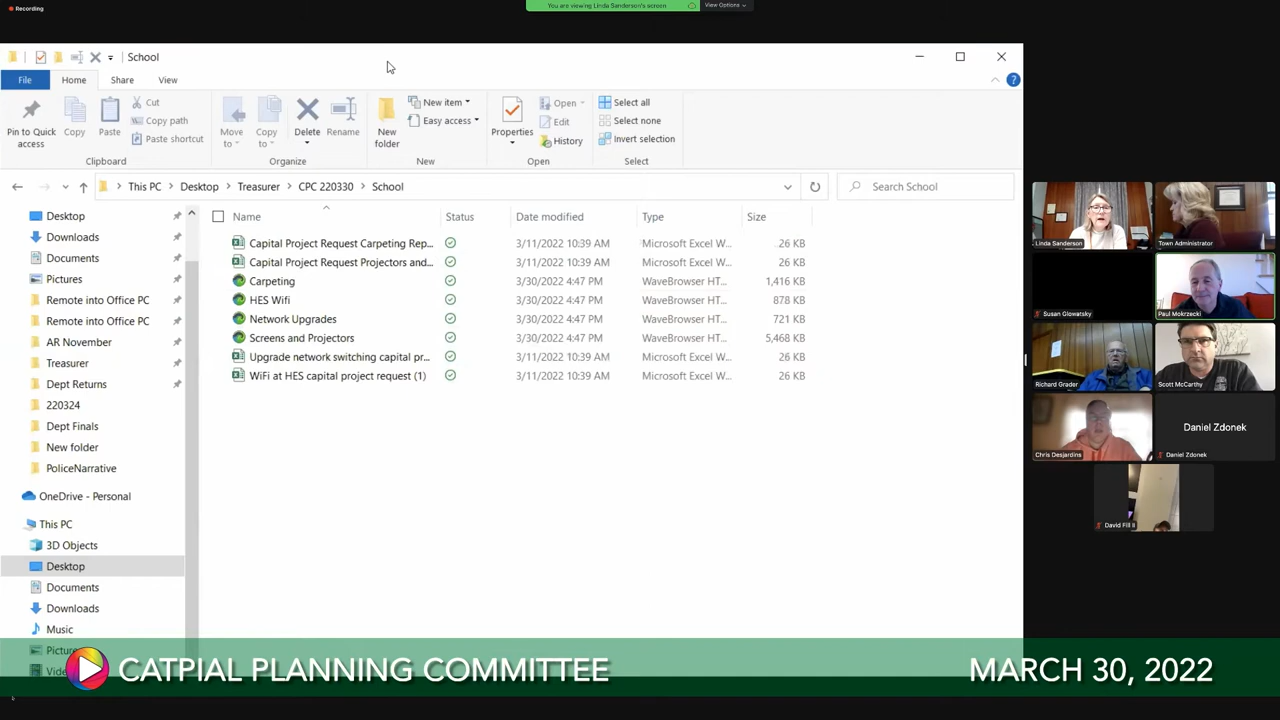 Recording
You are viewing Linda Sanderson's screen
View Options
School
File Home Share View
Pin to Quick access
Copy
Paste
Cut
Copy path
Paste shortcut
Clipboard
Move to
Copy to
Delete
Rename
Organize
New folder
New item
Easy access
New
Properties
Open
Edit
History
Open
Select all
Select none
Invert selection
Select
This PC > Desktop > Treasurer > CPC 220330 > School
Search School
Name Status Date modified Type Size
Capital Project Request Carpeting Rep... 3/11/2022 10:39 AM Microsoft Excel W... 26 KB
Capital Project Request Projectors and... 3/11/2022 10:39 AM Microsoft Excel W... 26 KB
Carpeting 3/30/2022 4:47 PM WaveBrowser HT... 1,416 KB
HES Wifi 3/30/2022 4:47 PM WaveBrowser HT... 878 KB
Network Upgrades 3/30/2022 4:47 PM WaveBrowser HT... 721 KB
Screens and Projectors 3/30/2022 4:47 PM WaveBrowser HT... 5,468 KB
Upgrade network switching capital pr... 3/11/2022 10:39 AM Microsoft Excel W... 26 KB
WiFi at HES capital project request (1) 3/11/2022 10:39 AM Microsoft Excel W... 26 KB
Desktop
Downloads
Documents
Pictures
Remote into Office PC
Remote into Office PC
AR November
Treasurer
Dept Returns
220324
Dept Finals
New folder
PoliceNarrative
OneDrive - Personal
This PC
3D Objects
Desktop
Documents
Downloads
Music
Linda Sanderson
Town Administrator
Susan Glowatsky
Paul Mokrzecki
Richard Grader
Scott McCarthy
Chris Desjardins
Daniel Zdonek
Daniel Zdonek
David Fill II
CATPIAL PLANNING COMMITTEE
MARCH 30, 2022